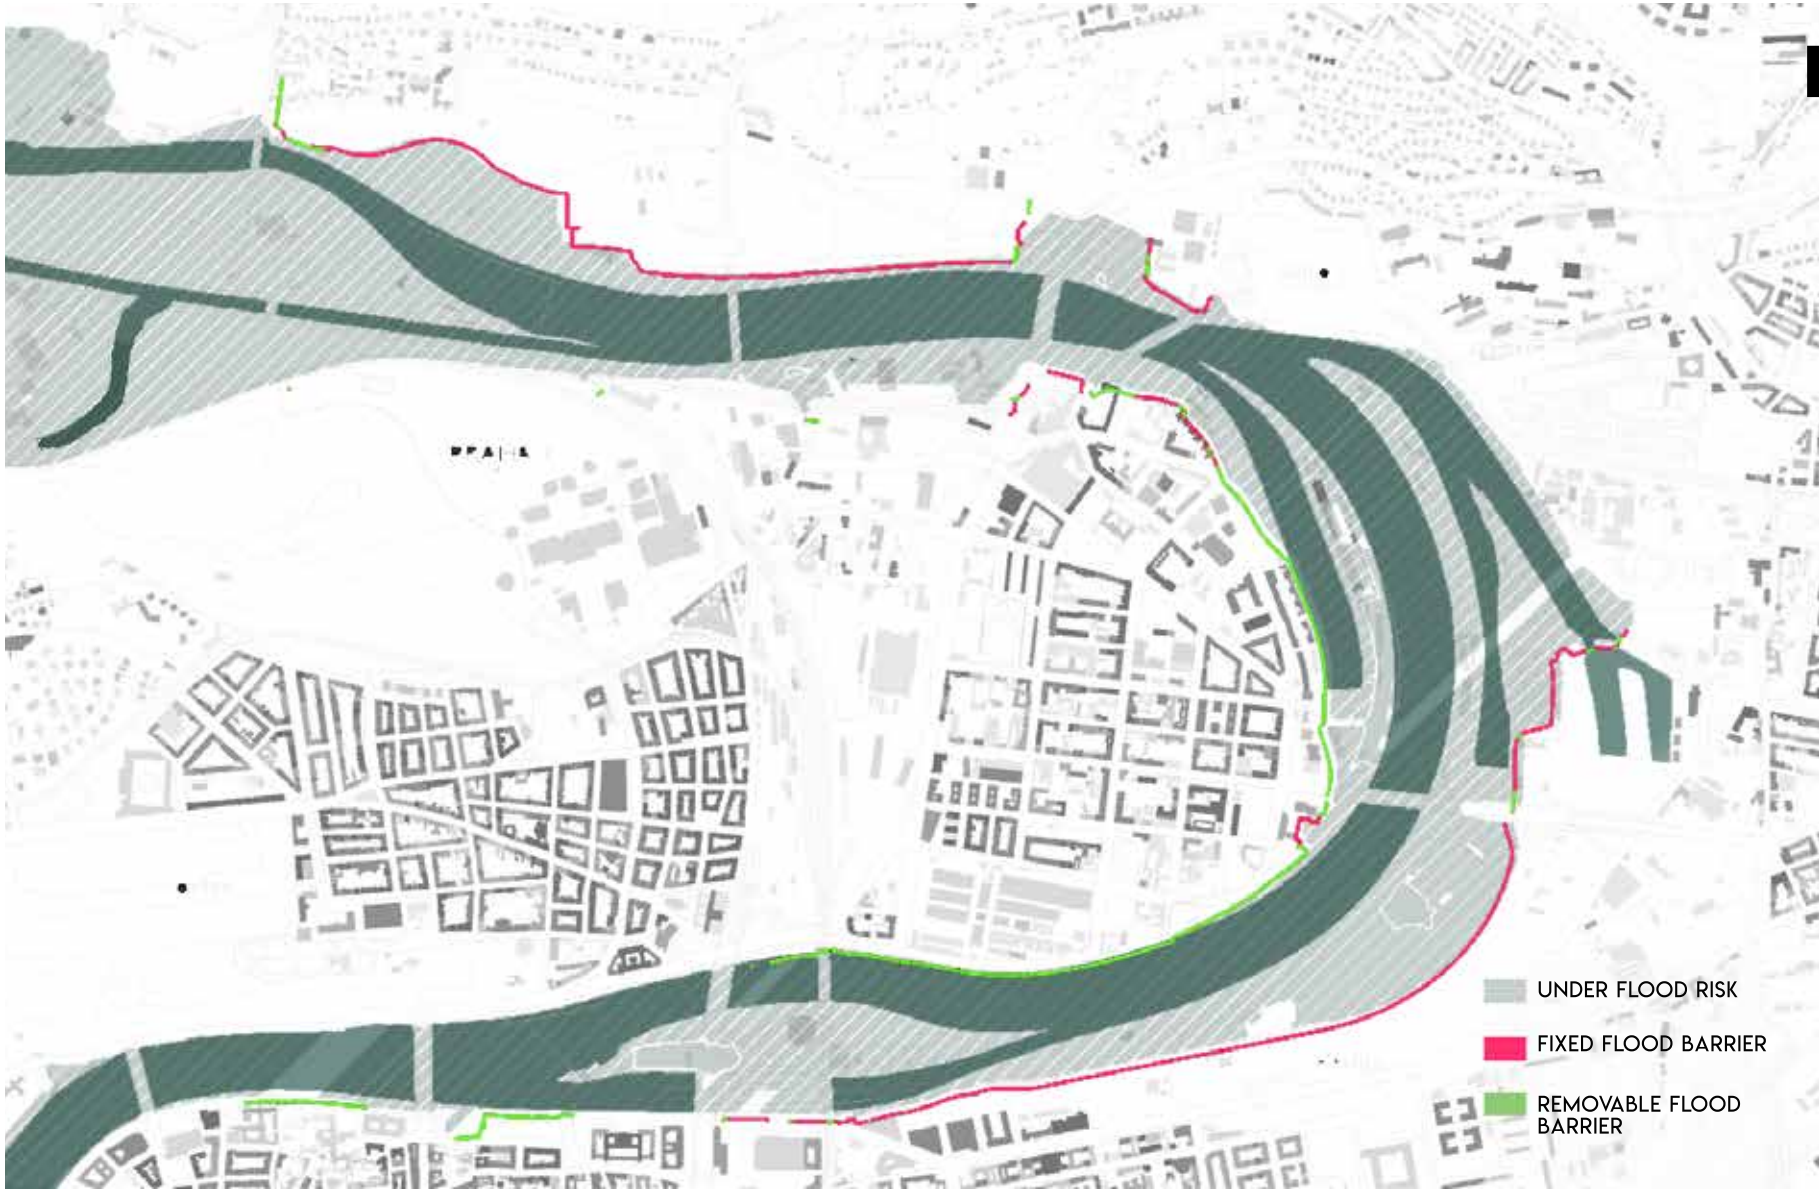 UNDER FLOOD RISK
FIXED FLOOD BARRIER
REMOVABLE FLOOD
BARRIER